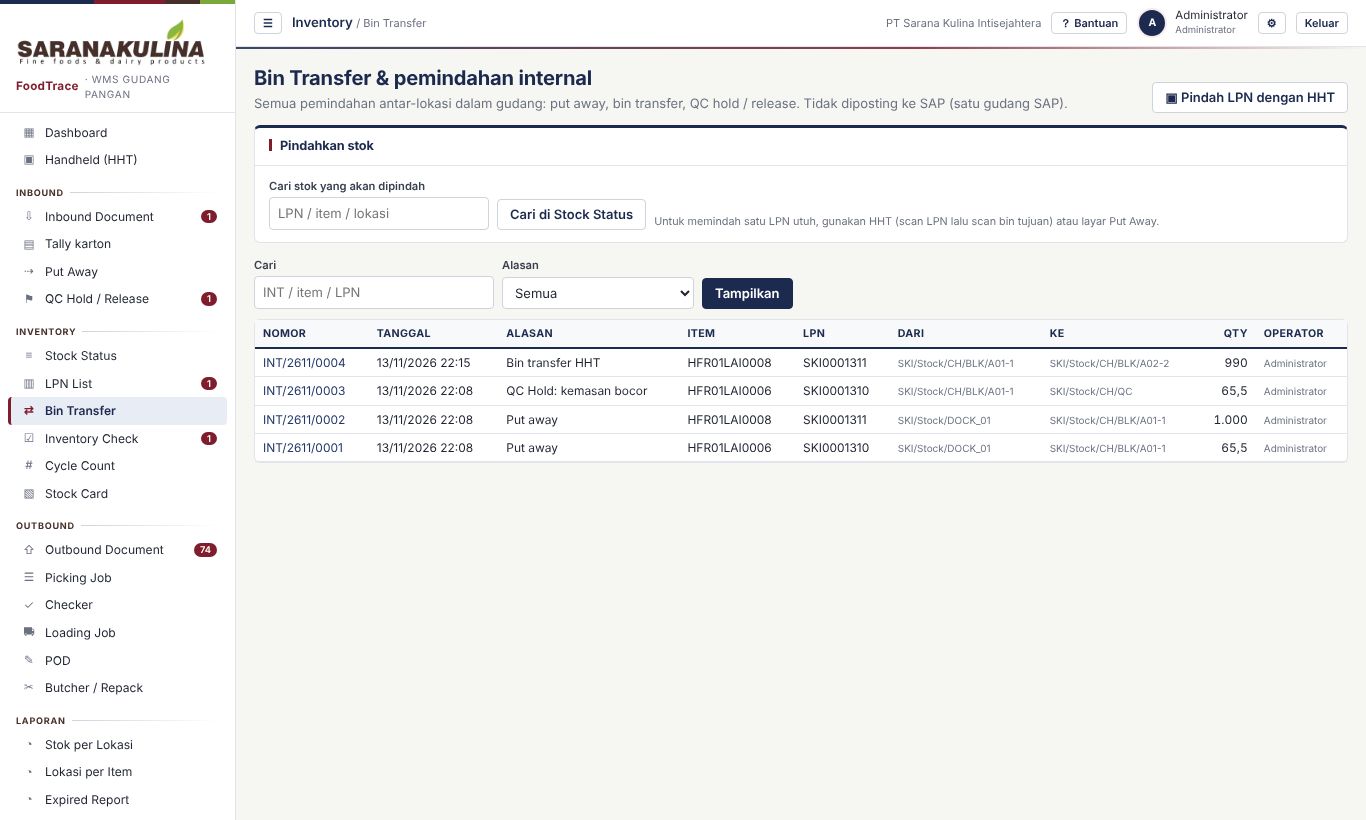 SARANAKULINA
Fine foods & dairy products
FoodTrace · WMS GUDANG PANGAN
Dashboard
Handheld (HHT)
INBOUND
Inbound Document 1
Tally karton
Put Away
QC Hold / Release 1
INVENTORY
Stock Status
LPN List 1
Bin Transfer
Inventory Check 1
# Cycle Count
Stock Card
OUTBOUND
Outbound Document 74
Picking Job
Checker
Loading Job
POD
Butcher / Repack
LAPORAN
Stok per Lokasi
Lokasi per Item
Expired Report
Inventory / Bin Transfer
PT Sarana Kulina Intisejahtera
? Bantuan
A
Administrator
Administrator
Keluar
Bin Transfer & pemindahan internal
Semua pemindahan antar-lokasi dalam gudang: put away, bin transfer, QC hold / release. Tidak diposting ke SAP (satu gudang SAP).
Pindah LPN dengan HHT
Pindahkan stok
Cari stok yang akan dipindah
LPN / item / lokasi
Cari di Stock Status
Untuk memindah satu LPN utuh, gunakan HHT (scan LPN lalu scan bin tujuan) atau layar Put Away.
Cari
Alasan
INT / item / LPN
Semua
Tampilkan
NOMOR TANGGAL ALASAN ITEM LPN DARI KE QTY OPERATOR
INT/2611/0004 13/11/2026 22:15 Bin transfer HHT HFR01LAI0008 SKI0001311 SKI/Stock/CH/BLK/A01-1 SKI/Stock/CH/BLK/A02-2 990 Administrator
INT/2611/0003 13/11/2026 22:08 QC Hold: kemasan bocor HFR01LAI0006 SKI0001310 SKI/Stock/CH/BLK/A01-1 SKI/Stock/CH/QC 65,5 Administrator
INT/2611/0002 13/11/2026 22:08 Put away HFR01LAI0008 SKI0001311 SKI/Stock/DOCK_01 SKI/Stock/CH/BLK/A01-1 1.000 Administrator
INT/2611/0001 13/11/2026 22:08 Put away HFR01LAI0006 SKI0001310 SKI/Stock/DOCK_01 SKI/Stock/CH/BLK/A01-1 65,5 Administrator